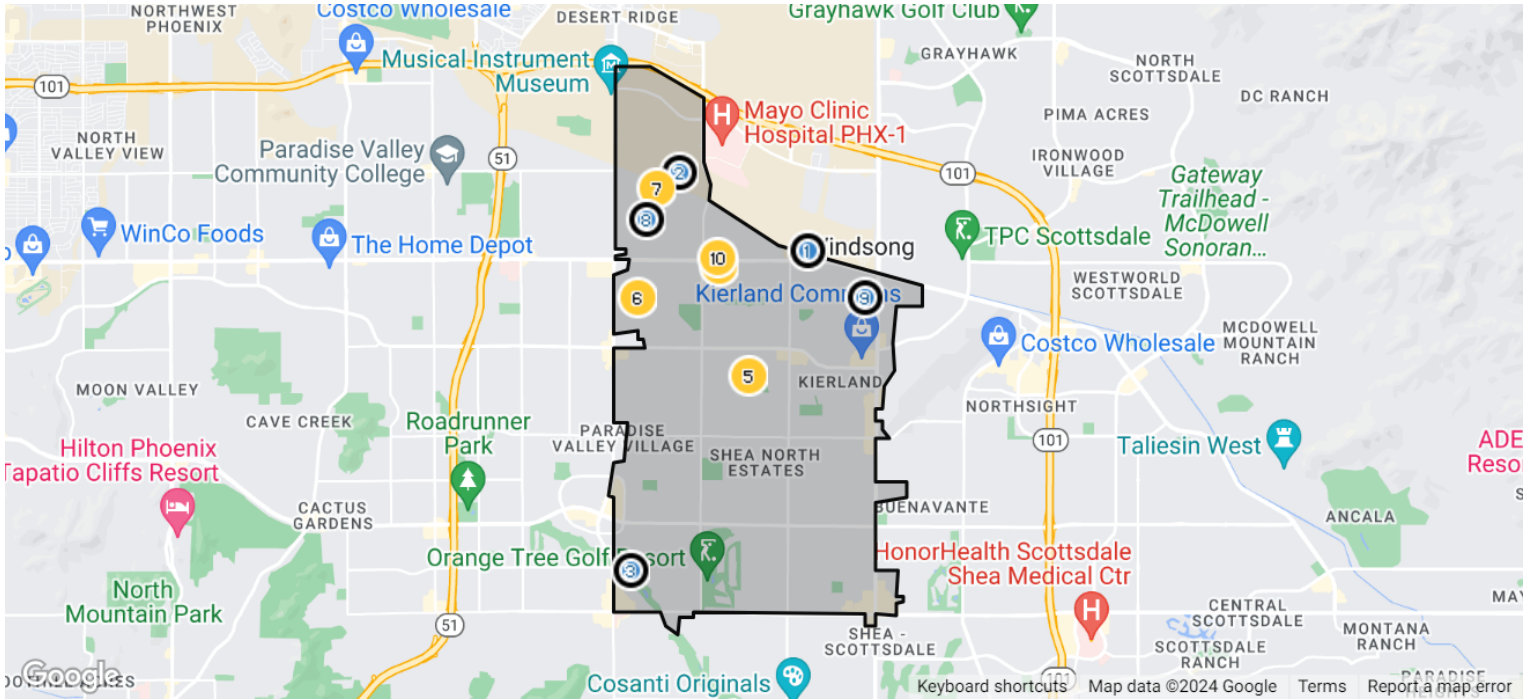 NORTHWEST
PHOENIX
Costco Wholesale
DESERT RIDGE
Grayhawk Golf Club
GRAYHAWK
NORTH
SCOTTSDALE
DC RANCH
PIMA ACRES
Musical Instrument
Museum
101
Mayo Clinic
Hospital PHX-1
NORTH
VALLEY VIEW
Paradise Valley
Community College
51
IRONWOOD
VILLAGE
101
Gateway
Trailhead -
McDowell
Sonoran...
2
7
8
WinCo Foods
The Home Depot
TPC Scottsdale
1
indsong
10
6
Kierland Commons
9
WESTWORLD
SCOTTSDALE
Costco Wholesale
MCDOWELL
MOUNTAIN
RANCH
5
KIERLAND
MOON VALLEY
CAVE CREEK
Roadrunner
Park
PARADISE
VALLEY VILLAGE
NORTHSIGHT
101
Taliesin West
ADE
Resor
Hilton Phoenix
Tapatio Cliffs Resort
SHEA NORTH
ESTATES
CACTUS
GARDENS
BUENAVANTE
ANCALA
Orange Tree Golf Resort
3
HonorHealth Scottsdale
Shea Medical Ctr
North
Mountain Park
51
CENTRAL
SCOTTSDALE
MAY
SHEA -
SCOTTSDALE
MONTANA
RANCH
SCOTTSDALE
RANCH
Google
Cosanti Originals
101
PARADISE
Keyboard shortcuts
Map data ©2024 Google
Terms
Report a map error